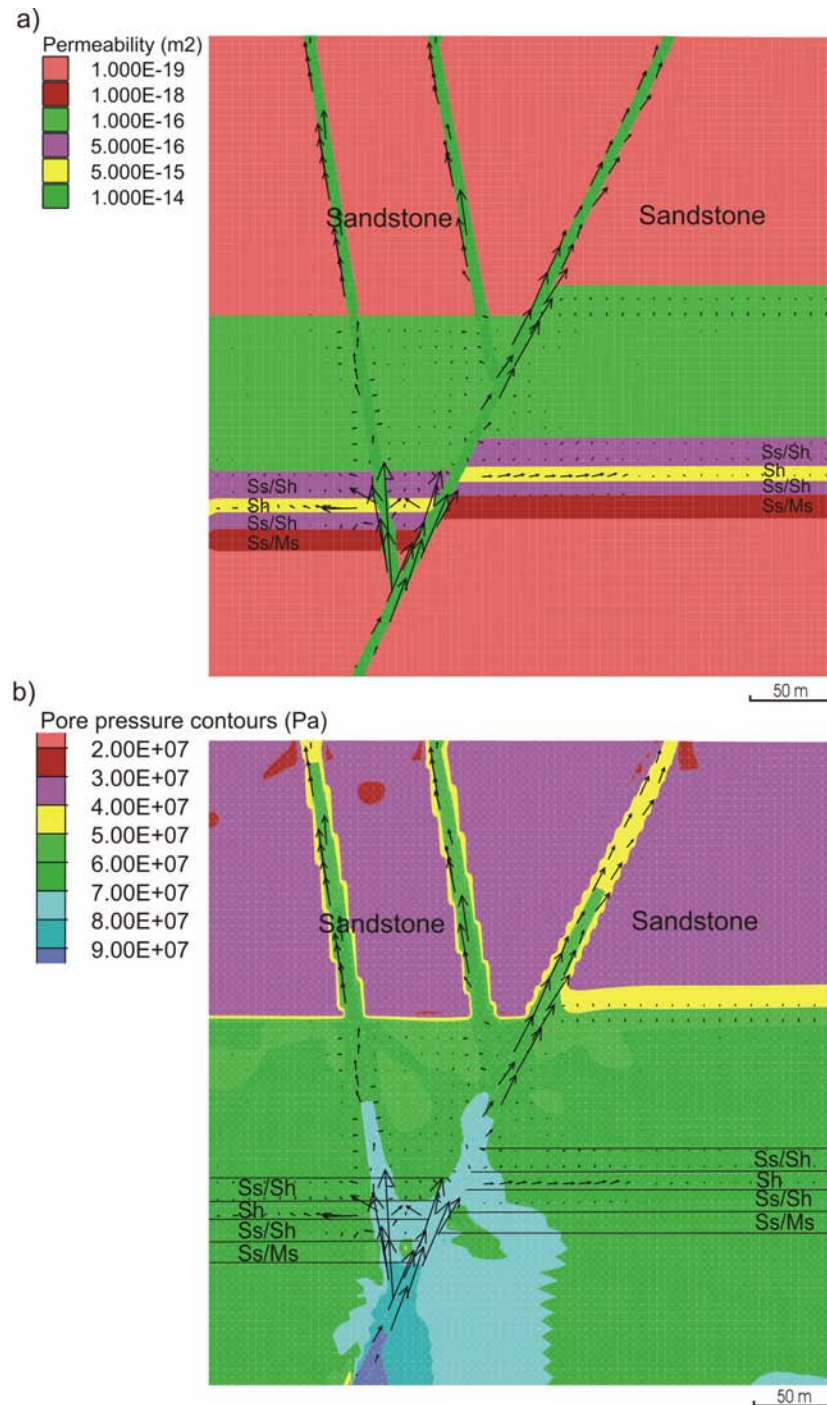 a)
Permeability (m2)
1.000E-19
1.000E-18
1.000E-16
5.000E-16
5.000E-15
1.000E-14
Sandstone
Sandstone
Ss/Sh
Sh
Ss/Sh
Ss/Ms
Ss/Sh
Sh
Ss/Sh
Ss/Ms
50 m
b)
Pore pressure contours (Pa)
2.00E+07
3.00E+07
4.00E+07
5.00E+07
6.00E+07
7.00E+07
8.00E+07
9.00E+07
Sandstone
Sandstone
Ss/Sh
Sh
Ss/Sh
Ss/Ms
Ss/Sh
Sh
Ss/Sh
Ss/Ms
50 m